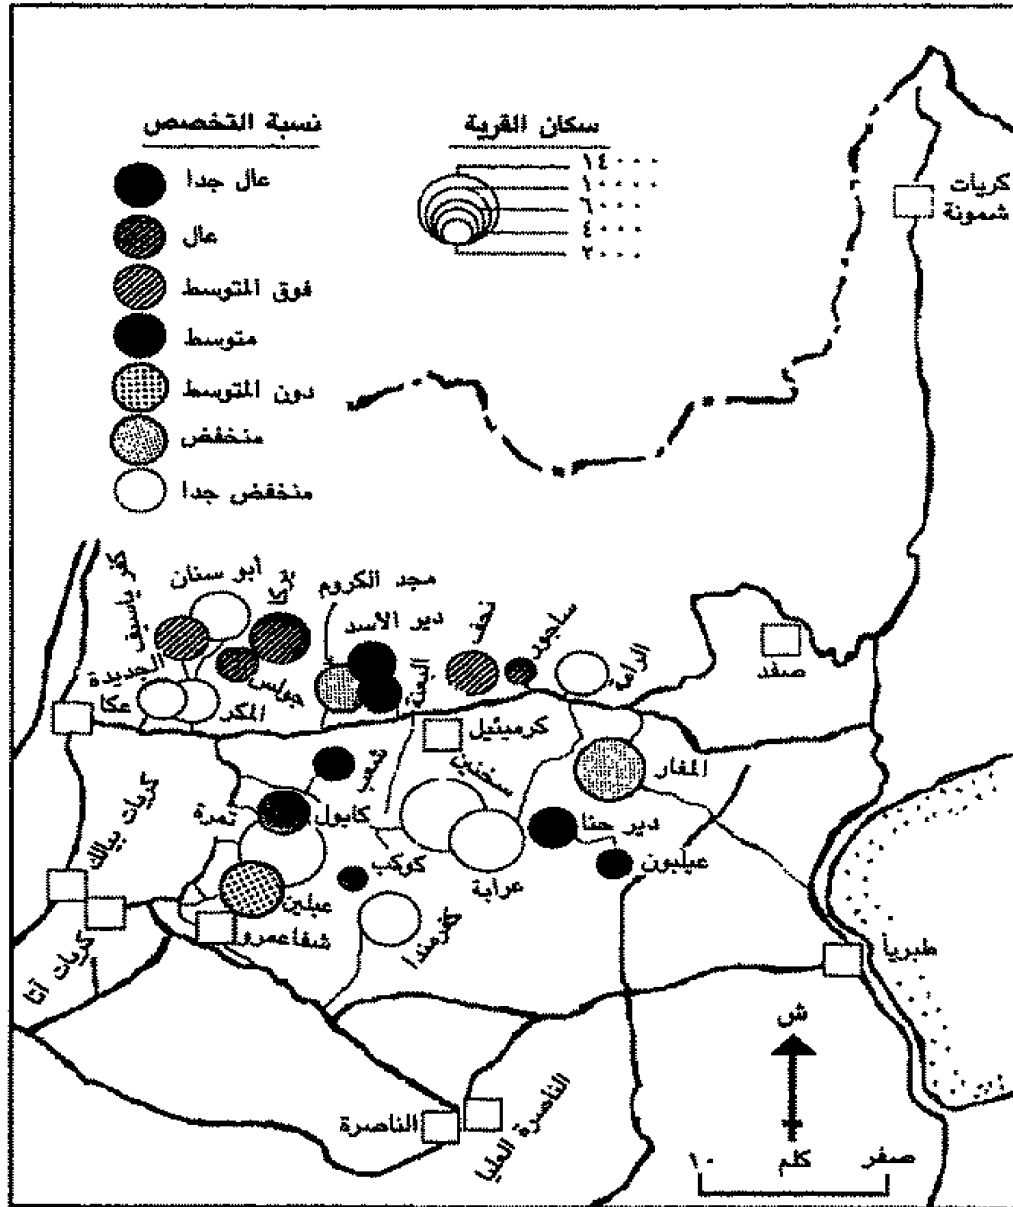 نسبة التخصص
عال جدا
عال
فوق المتوسط
متوسط
دون المتوسط
منخفض
منخفض جدا
سكان القرية
١٤٠٠٠
١٠٠٠٠
٦٠٠٠
٤٠٠٠
٢٠٠٠
كريات
شمونة
كفر ياسيف
أبو سنان
يركا
مجد الكروم
دير الأسد
البعنة
نحف
ساجور
الرامة
صفد
الجديدة
عكا
المكر
جولس
كرميئيل
شعب
سخنين
المغار
كريات بيالك
تمرة
كابول
كوكب
دير حنا
عيلبون
عرابة
عبلين
شفاعمرو
كفرمندا
كريات آتا
طبريا
ش
الناصرة
الناصرة العليا
١٠ كلم صفر